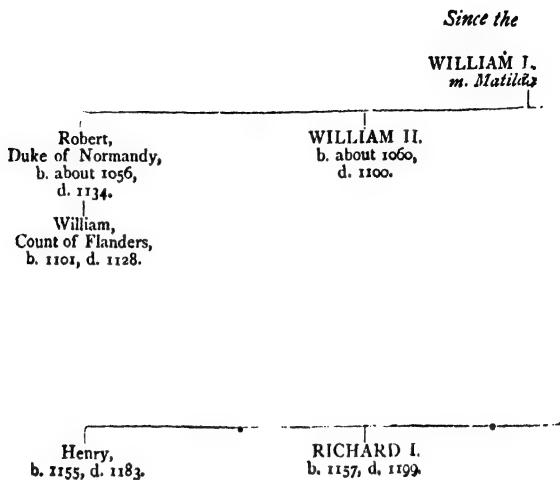 Since the
WILLIAM I.
m. Matilda
Robert,
Duke of Normandy,
b. about 1056,
d. 1134.
WILLIAM II.
b. about 1060,
d. 1100.
William,
Count of Flanders,
b. 1101, d. 1128.
Henry,
b. 1155, d. 1183.
RICHARD I.
b. 1157, d. 1199.